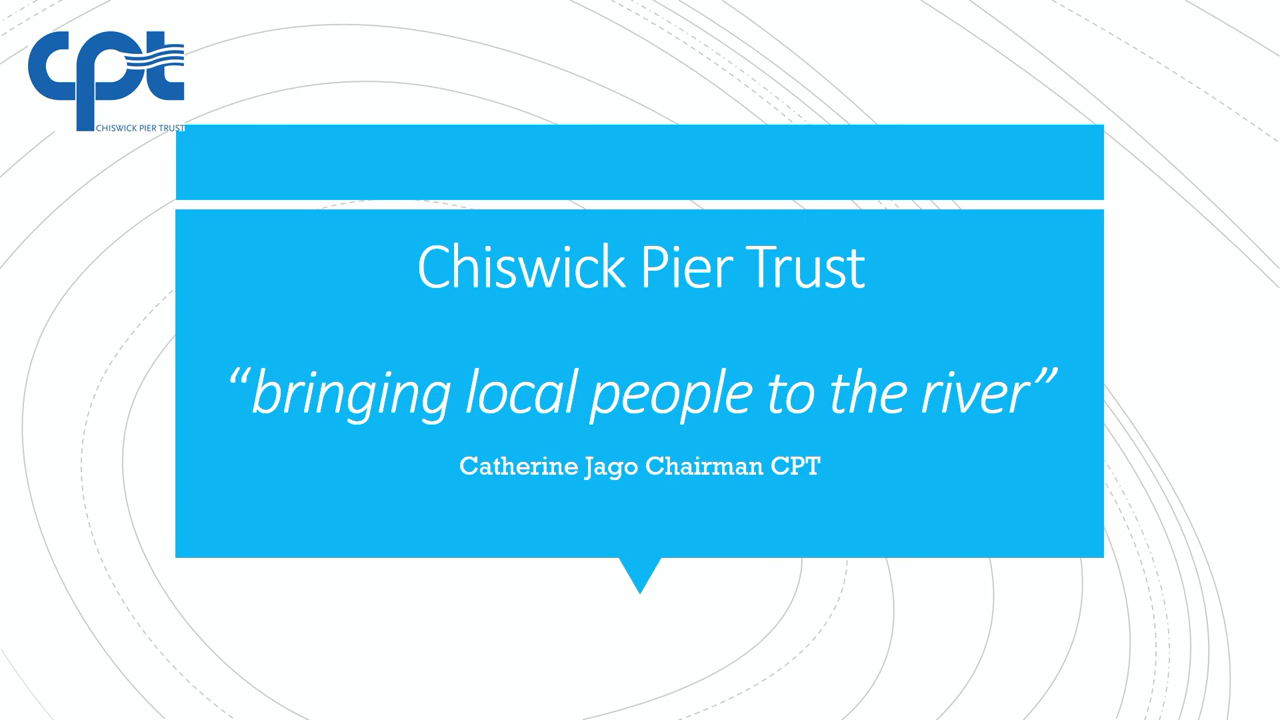 cpt
CHISWICK PIER TRUST
Chiswick Pier Trust
“bringing local people to the river”
Catherine Jago Chairman CPT